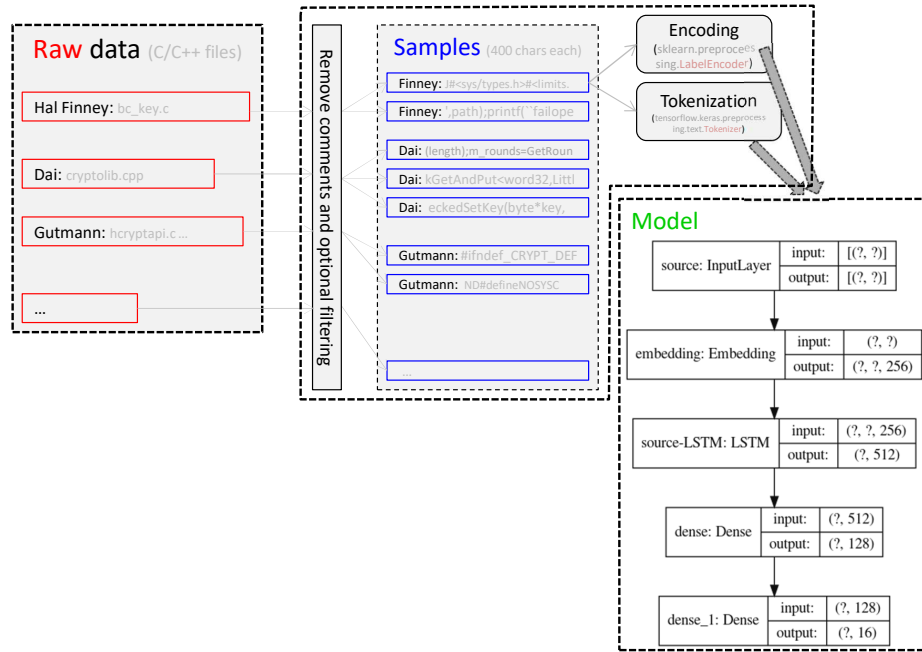 Raw data (C/C++ files)
Hal Finney: bc_key.c
Dai: cryptolib.cpp
Gutmann: hcryptapi.c ...
...
Remove comments and optional filtering
Samples (400 chars each)
Finney: J#<sys/types.h>#<limits.
Finney: ',path);printf(``failope
Dai: (length);m_rounds=GetRoun
Dai: kGetAndPut<word32,Littl
Dai: eckedSetKey(byte*key,
Gutmann: #ifndef_CRYPT_DEF
Gutmann: ND#defineNOSYSC
...
Encoding
(sklearn.preproces
sing.LabelEncoder)
Tokenization
(tensorflow.keras.preprocess
ing.text.Tokenizer)
Model
source: InputLayer
input: [(?, ?)]
output: [(?, ?)]
embedding: Embedding
input: (?, ?)
output: (?, ?, 256)
source-LSTM: LSTM
input: (?, ?, 256)
output: (?, 512)
dense: Dense
input: (?, 512)
output: (?, 128)
dense_1: Dense
input: (?, 128)
output: (?, 16)